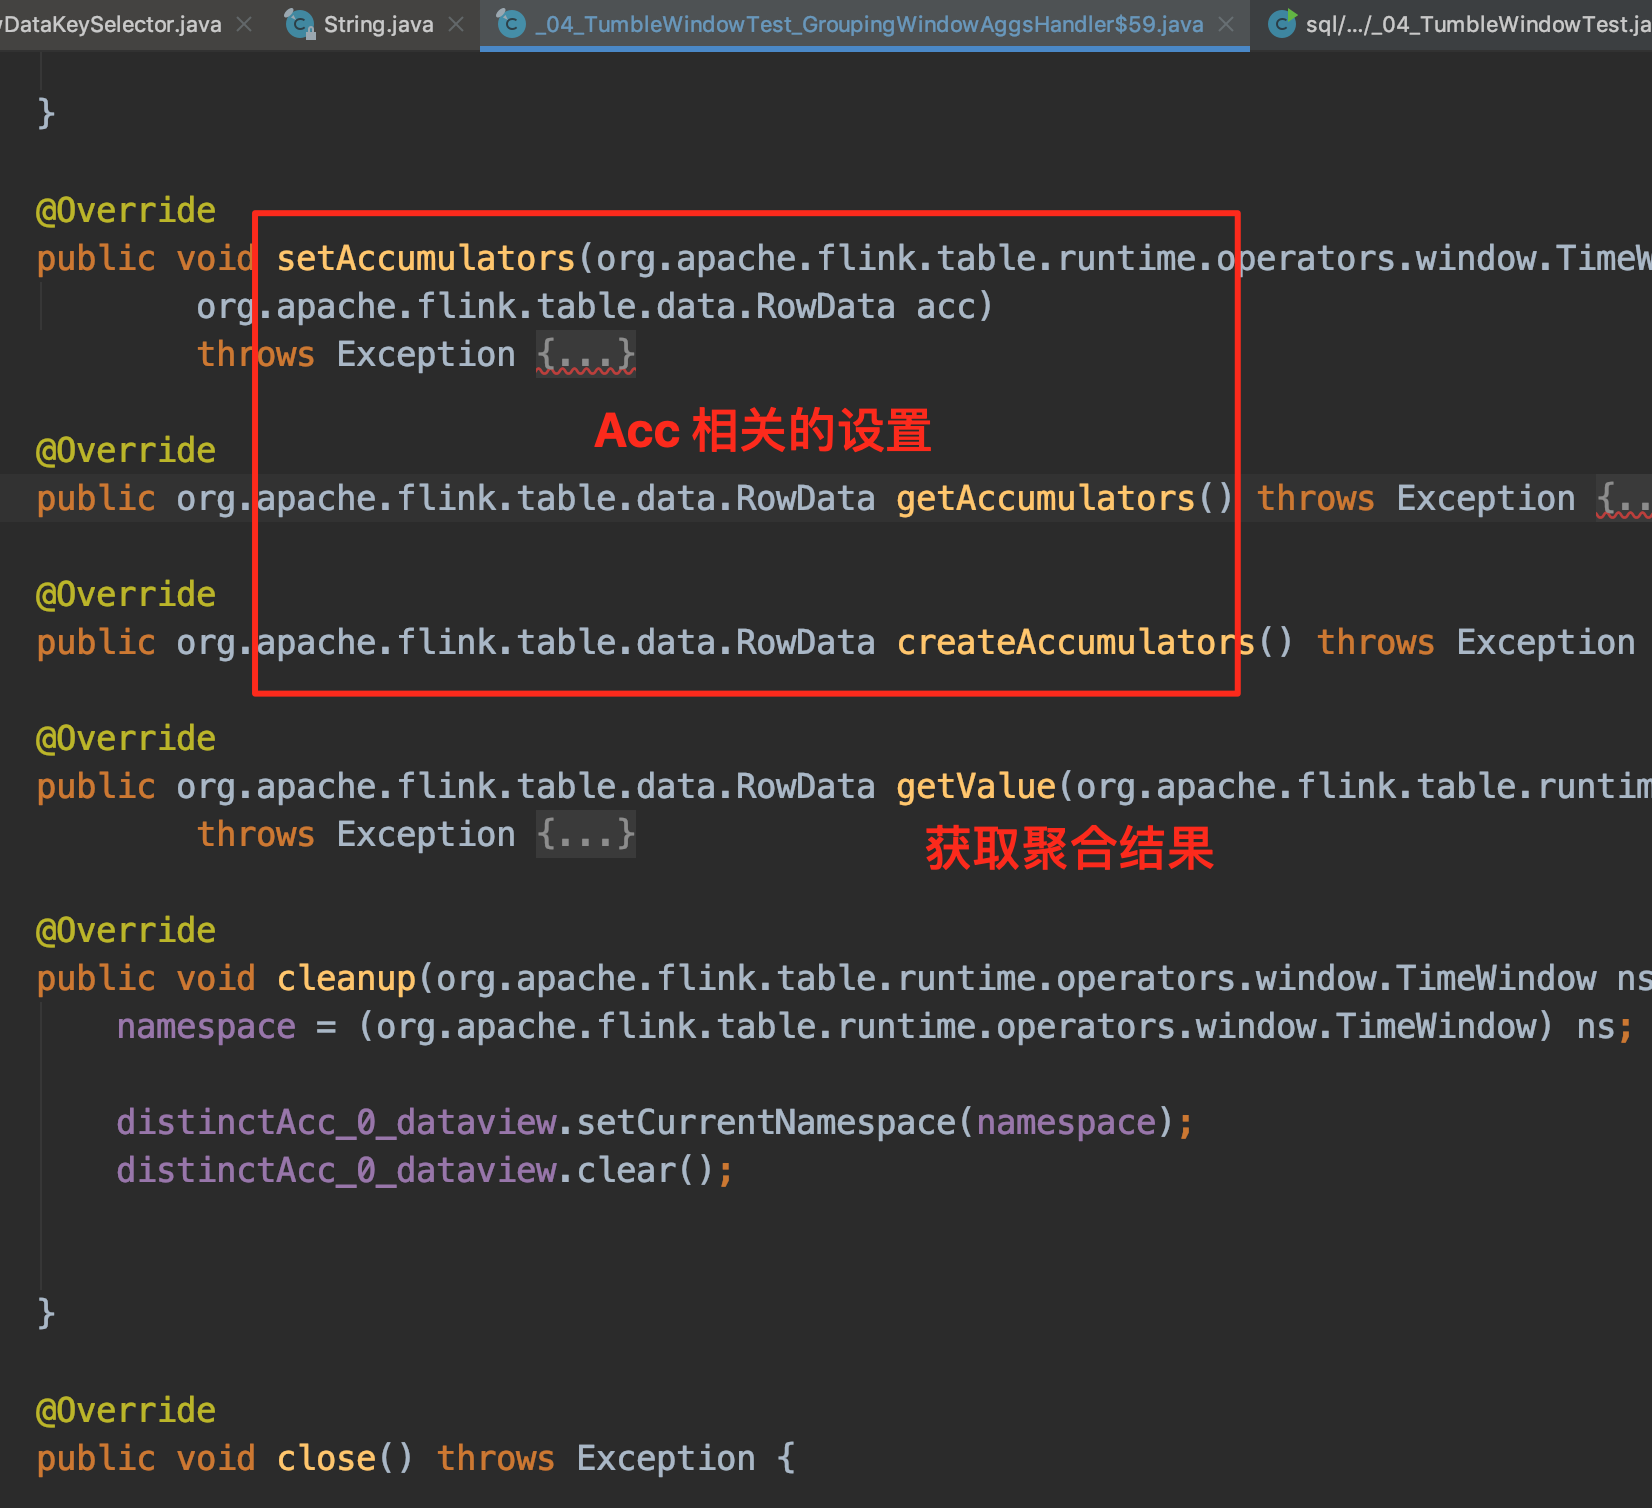 DataKeySelector.java × String.java × _04_TumbleWindowTest_GroupingWindowAggsHandler$59.java × sql/.../_04_TumbleWindowTest.ja
}
@Override
public void setAccumulators(org.apache.flink.table.runtime.operators.window.TimeW
org.apache.flink.table.data.RowData acc)
throws Exception {...}
Acc 相关的设置
@Override
public org.apache.flink.table.data.RowData getAccumulators() throws Exception {..
@Override
public org.apache.flink.table.data.RowData createAccumulators() throws Exception
@Override
public org.apache.flink.table.data.RowData getValue(org.apache.flink.table.runtim
throws Exception {...}
获取聚合结果
@Override
public void cleanup(org.apache.flink.table.runtime.operators.window.TimeWindow ns
namespace = (org.apache.flink.table.runtime.operators.window.TimeWindow) ns;
distinctAcc_0_dataview.setCurrentNamespace(namespace);
distinctAcc_0_dataview.clear();
}
@Override
public void close() throws Exception {